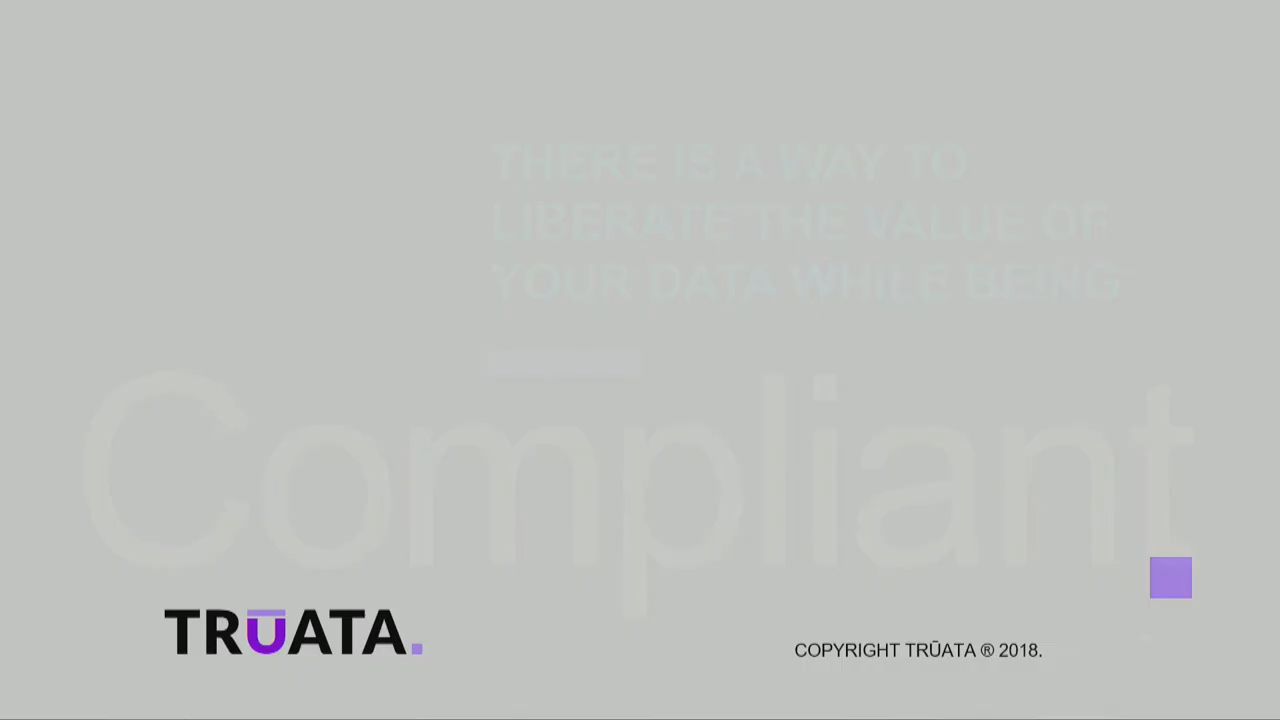 THERE IS A WAY TO
LIBERATE THE VALUE OF
YOUR DATA WHILE BEING
Compliant
TRŪATA.
COPYRIGHT TRŪATA ® 2018.